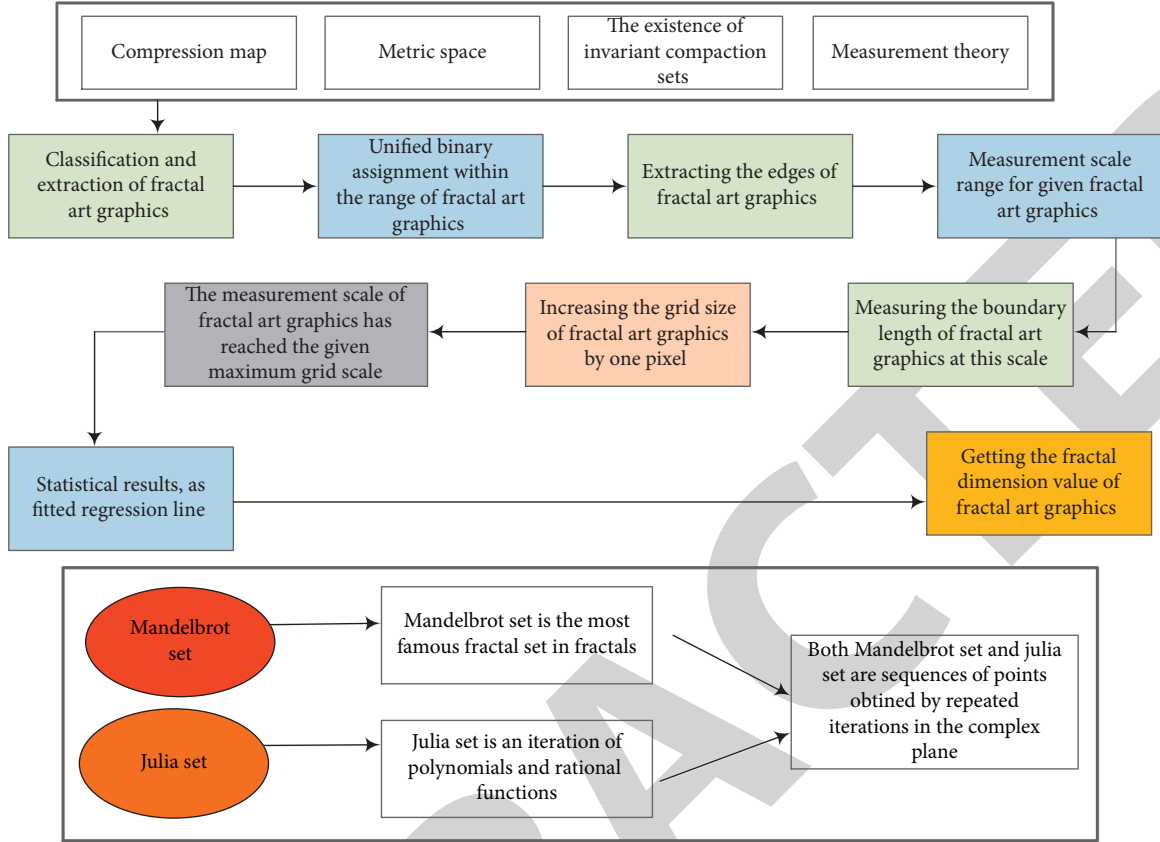 Compression map
Metric space
The existence of
invariant compaction
sets
Measurement theory
Classification and
extraction of fractal
art graphics
Unified binary
assignment within
the range of fractal art
graphics
Extracting the edges of
fractal art graphics
Measurement scale
range for given fractal
art graphics
The measurement scale of
fractal art graphics has
reached the given
maximum grid scale
Increasing the grid size
of fractal art graphics
by one pixel
Measuring the boundary
length of fractal art
graphics at this scale
Statistical results, as
fitted regression line
Getting the fractal
dimension value of
fractal art graphics
Mandelbrot
set
Mandelbrot set is the most
famous fractal set in fractals
Both Mandelbrot set and julia
set are sequences of points
obtined by repeated
iterions in the complex
plane
Julia set
Julia set is an iteration of
polynomials and rational
functions